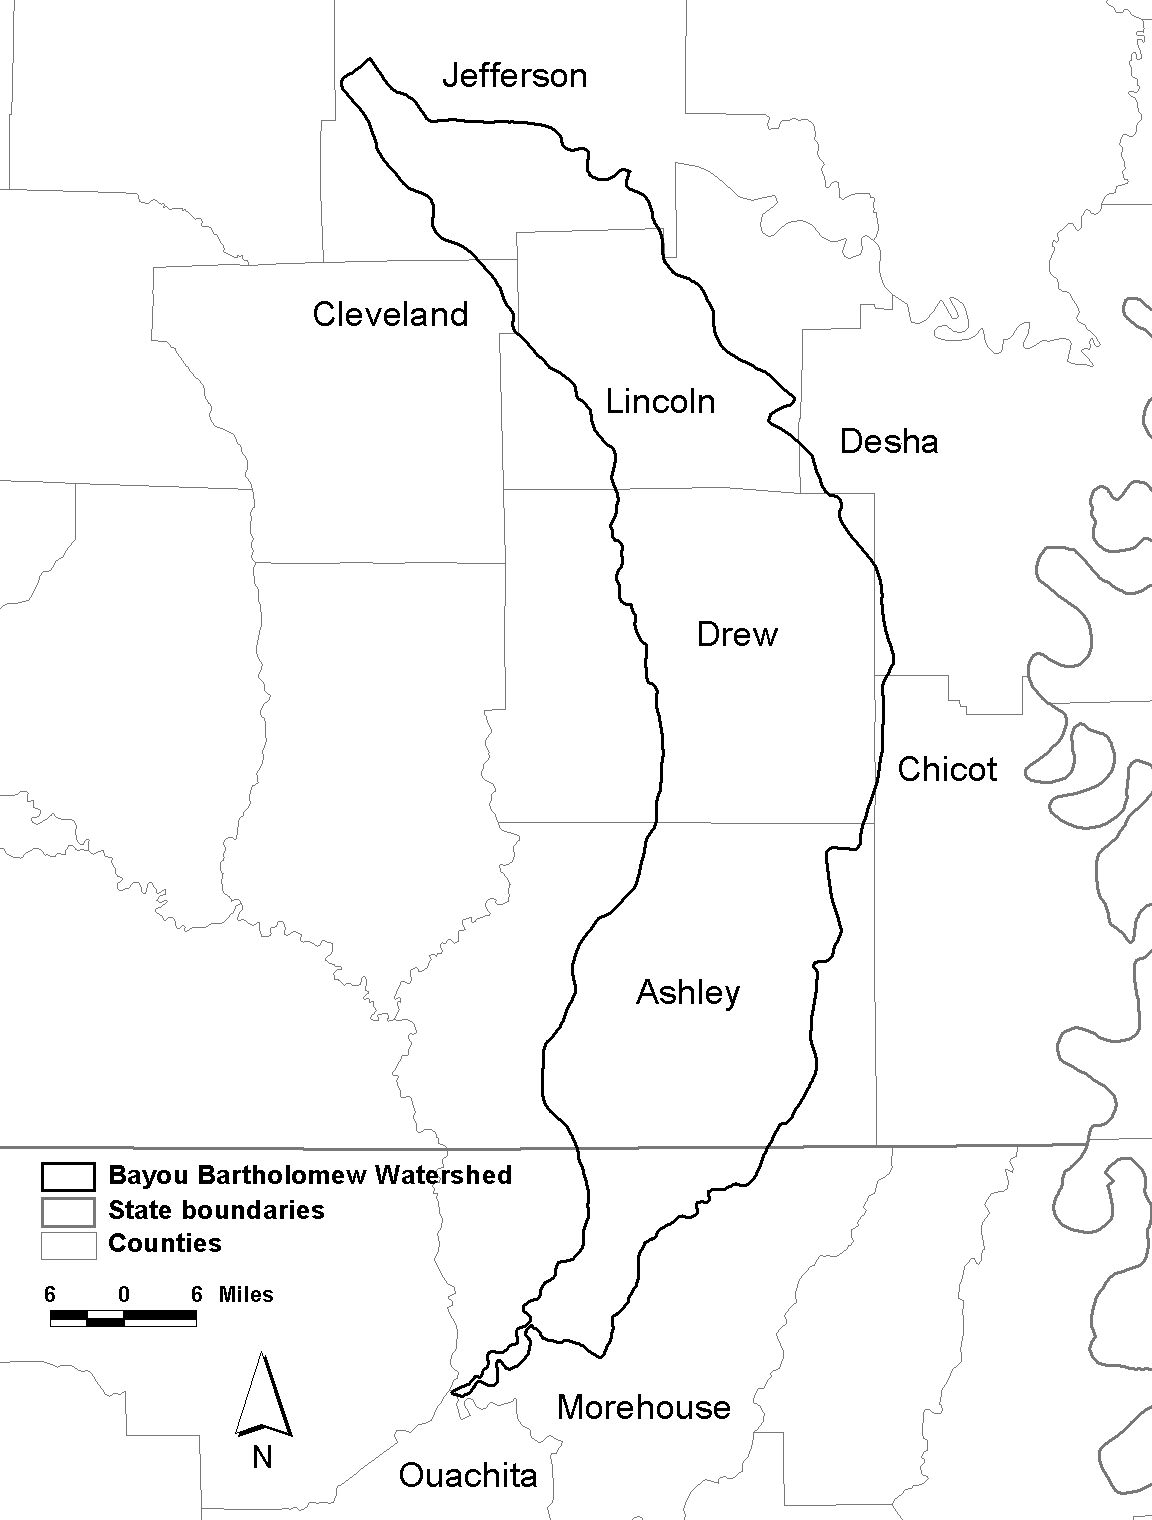 Jefferson
Cleveland
Lincoln
Desha
Drew
Chicot
Ashley
Bayou Bartholomew Watershed
State boundaries
Counties
6 0 6 Miles
N
Morehouse
Ouachita